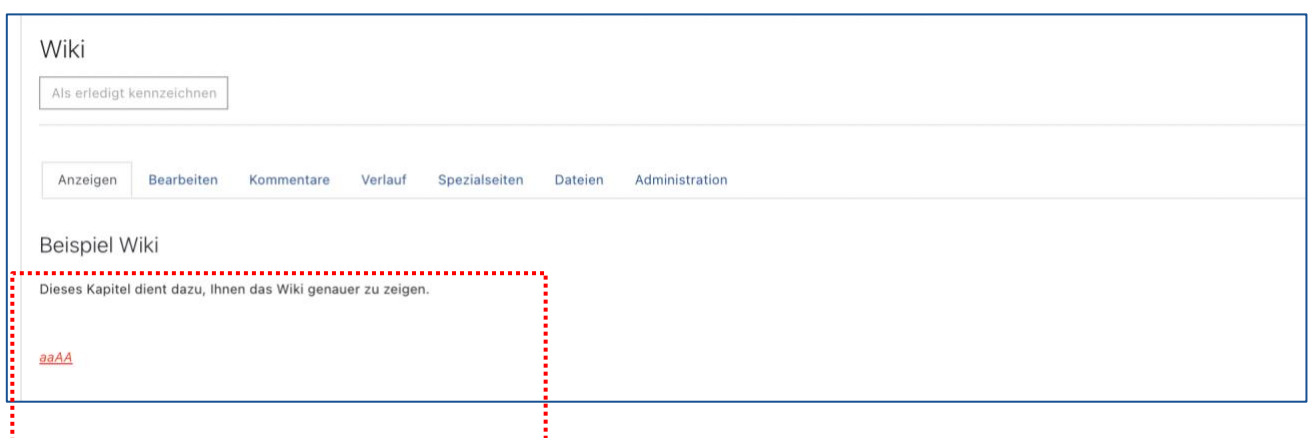 Wiki
Als erledigt kennzeichnen
Anzeigen Bearbeiten Kommentare Verlauf Spezialseiten Dateien Administration
Beispiel Wiki
Dieses Kapitel dient dazu, Ihnen das Wiki genauer zu zeigen.
aaAA